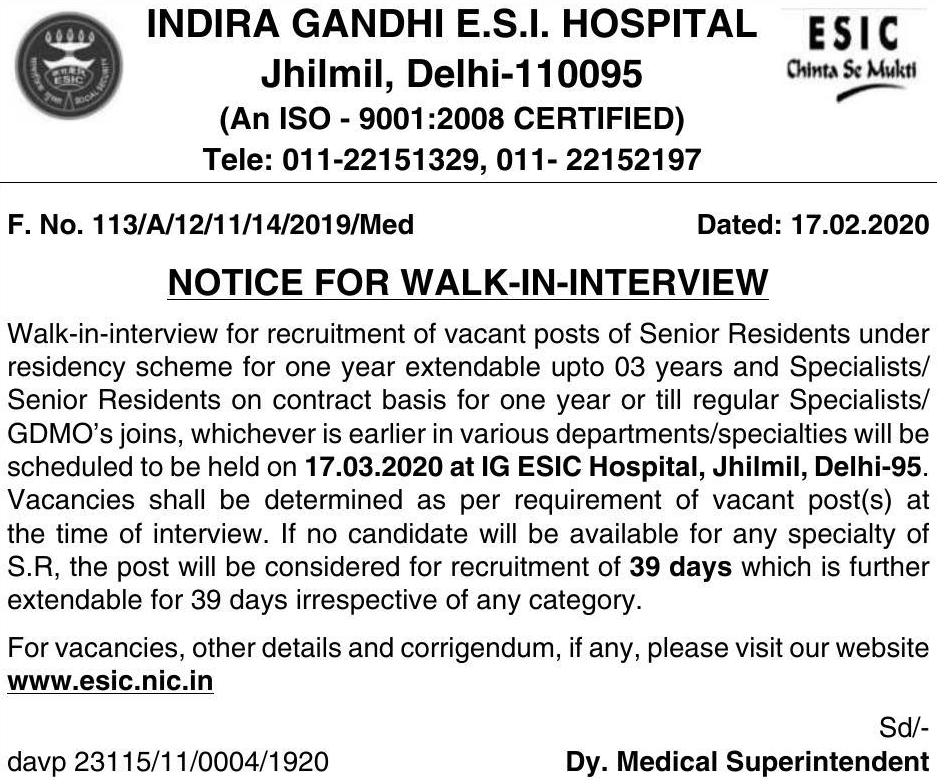 INDIRA GANDHI E.S.I. HOSPITAL
Jhilmil, Delhi-110095
(An ISO - 9001:2008 CERTIFIED)
Tele: 011-22151329, 011- 22152197
ESIC
SOCIAL SECURITY
ESIC
Chinta Se Mukti
F. No. 113/A/12/11/14/2019/Med Dated: 17.02.2020
NOTICE FOR WALK-IN-INTERVIEW
Walk-in-interview for recruitment of vacant posts of Senior Residents under
residency scheme for one year extendable upto 03 years and Specialists/
Senior Residents on contract basis for one year or till regular Specialists/
GDMO's joins, whichever is earlier in various departments/specialties will be
scheduled to be held on 17.03.2020 at IG ESIC Hospital, Jhilmil, Delhi-95.
Vacancies shall be determined as per requirement of vacant post(s) at
the time of interview. If no candidate will be available for any specialty of
S.R, the post will be considered for recruitment of 39 days which is further
extendable for 39 days irrespective of any category.
For vacancies, other details and corrigendum, if any, please visit our website
www.esic.nic.in
Sd/-
davp 23115/11/0004/1920 Dy. Medical Superintendent